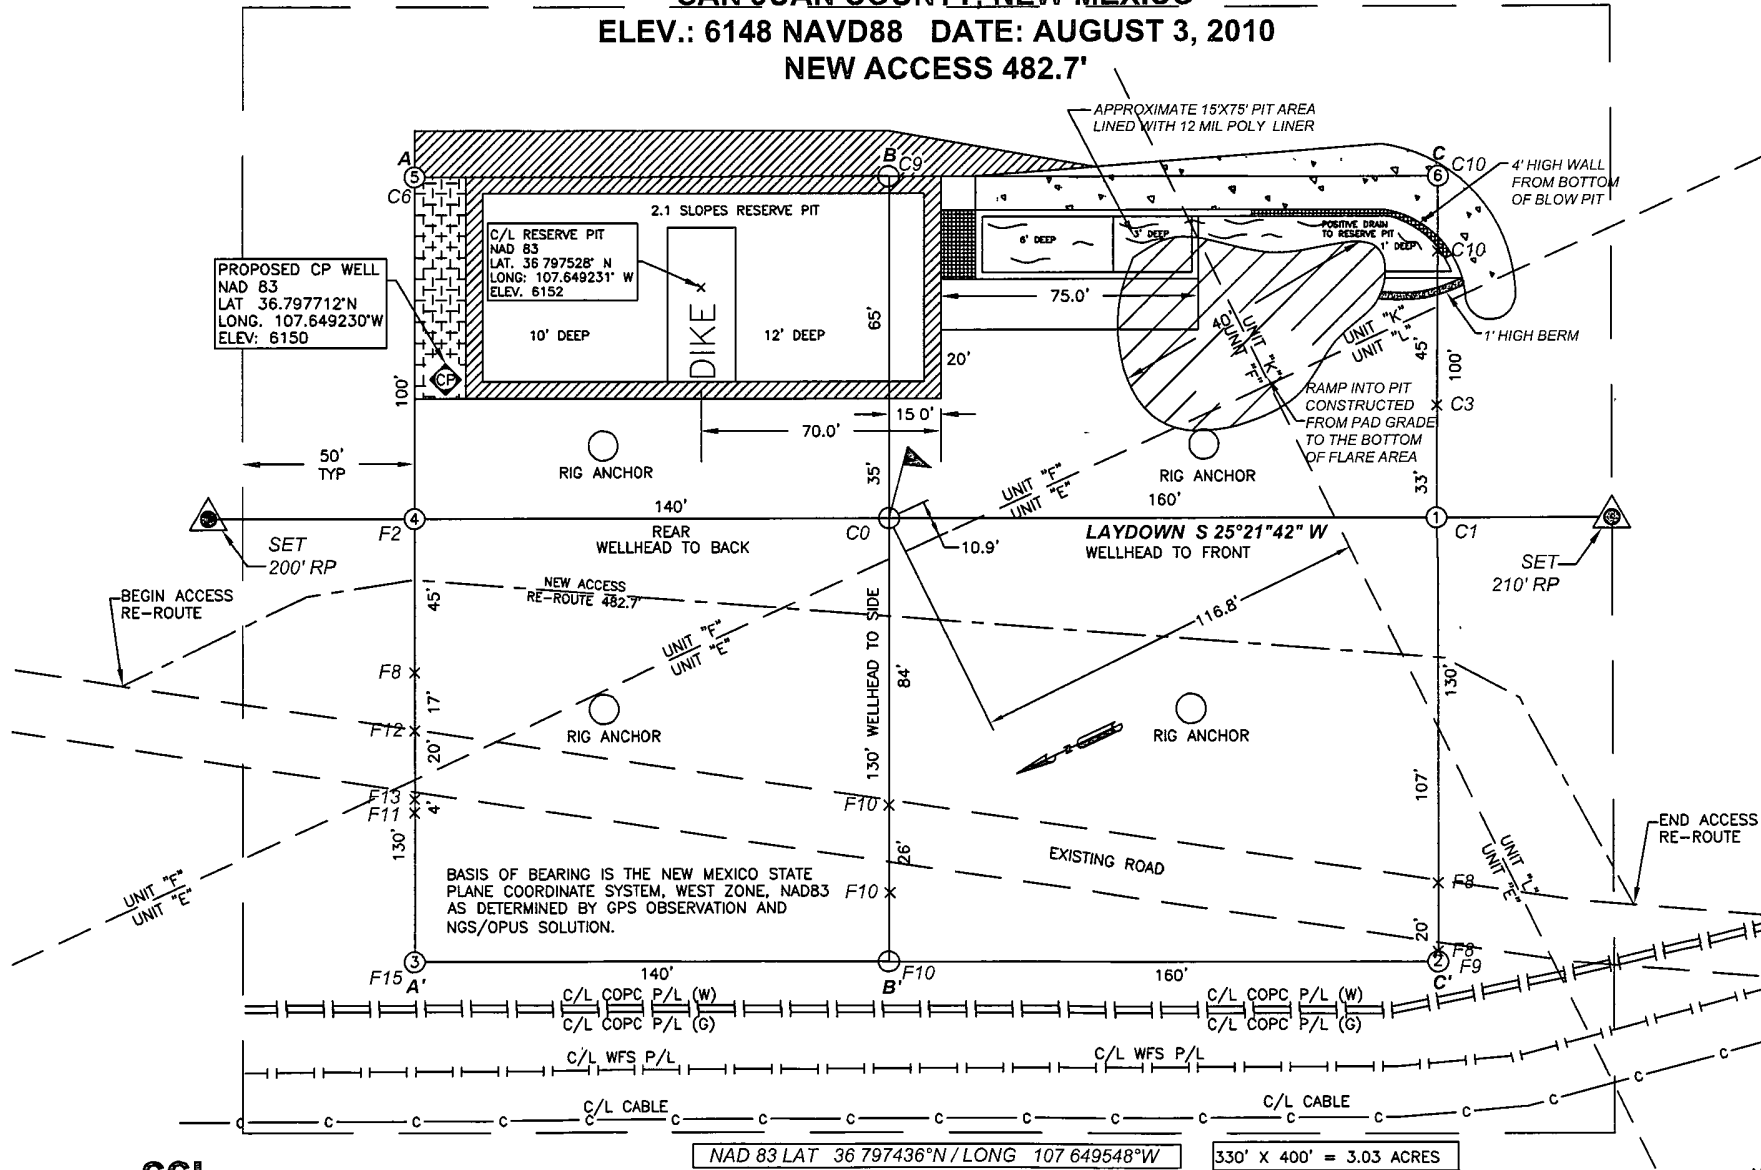 SAN JUAN COUNTY, NEW MEXICO
ELEV.: 6148 NAVD88 DATE: AUGUST 3, 2010
NEW ACCESS 482.7'
APPROXIMATE 15'X75' PIT AREA
LINED WITH 12 MIL POLY LINER
A
5
C6
B
C9
C
C10
6
4' HIGH WALL
FROM BOTTOM
OF BLOW PIT
2.1 SLOPES RESERVE PIT
C/L RESERVE PIT
NAD 83
LAT. 36 797528° N
LONG: 107.649231° W
ELEV. 6152
PROPOSED CP WELL
NAD 83
LAT 36.797712°N
LONG. 107.649230°W
ELEV: 6150
CP
10' DEEP
DIKE
12' DEEP
65'
6' DEEP
3' DEEP
POSITIVE DRAIN
TO RESERVE PIT
1' DEEP
C10
75.0'
1' HIGH BERM
40'
UNIT "K"
UNIT "F"
UNIT "K"
UNIT "L"
45'
100'
20'
100'
15 0'
70.0'
C3
RAMP INTO PIT
CONSTRUCTED
FROM PAD GRADE
TO THE BOTTOM
OF FLARE AREA
50'
TYP
RIG ANCHOR
35'
RIG ANCHOR
33'
UNIT "F"
UNIT "E"
140'
160'
4
F2
REAR
WELLHEAD TO BACK
C0
10.9'
LAYDOWN S 25°21"42" W
WELLHEAD TO FRONT
1
C1
SET
200' RP
SET
210' RP
BEGIN ACCESS
RE-ROUTE
NEW ACCESS
RE-ROUTE 482.7'
45'
116.8'
UNIT "F"
UNIT "E"
130' WELLHEAD TO SIDE
84'
130'
F8
17'
F12
20'
RIG ANCHOR
RIG ANCHOR
F13
4'
F11
F10
107'
130'
26'
EXISTING ROAD
END ACCESS
RE-ROUTE
UNIT "L"
UNIT "E"
F8
UNIT "F"
UNIT "E"
BASIS OF BEARING IS THE NEW MEXICO STATE
PLANE COORDINATE SYSTEM, WEST ZONE, NAD83
AS DETERMINED BY GPS OBSERVATION AND
NGS/OPUS SOLUTION.
F10
20'
F8
3
F15
A'
140'
F10
B'
160'
2
F9
C'
C/L COPC P/L (W)
C/L COPC P/L (G)
C/L COPC P/L (W)
C/L COPC P/L (G)
C/L WFS P/L
C/L WFS P/L
C/L CABLE
C/L CABLE
C C C C C C C C C C C C C
NAD 83 LAT 36 797436°N / LONG 107 649548°W
330' X 400' = 3.03 ACRES